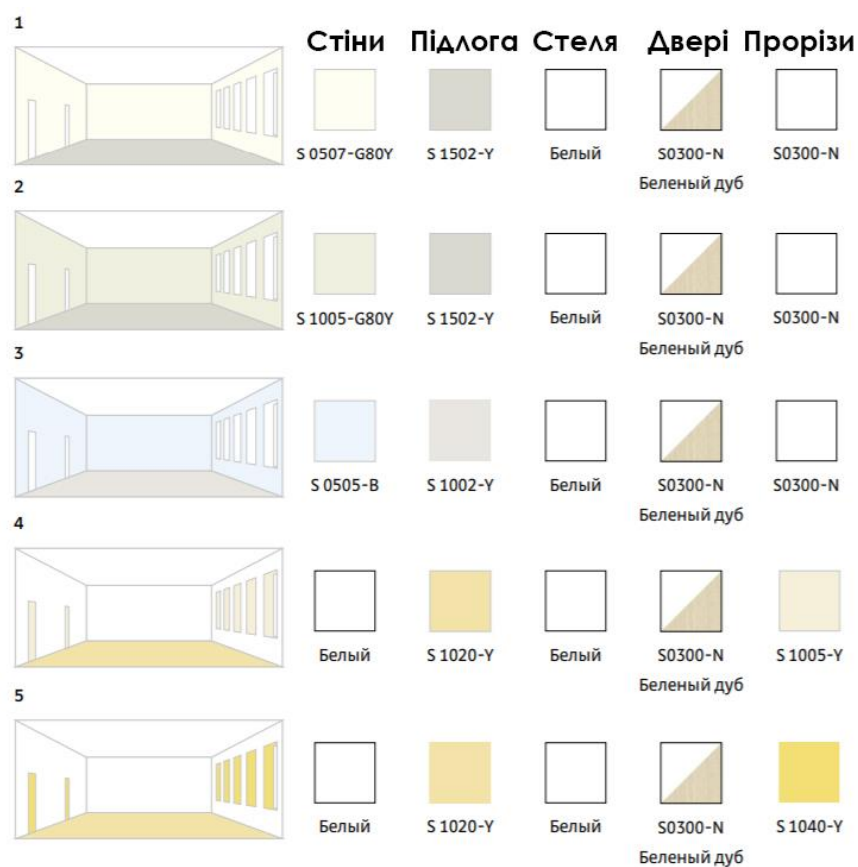 1
Стіни Підлога Стеля Двері Прорізи
S 0507-G80Y S 1502-Y Белый S0300-N S0300-N
Беленый дуб
2
S 1005-G80Y S 1502-Y Белый S0300-N S0300-N
Беленый дуб
3
S 0505-B S 1002-Y Белый S0300-N S0300-N
Беленый дуб
4
Белый S 1020-Y Белый S0300-N S 1005-Y
Беленый дуб
5
Белый S 1020-Y Белый S0300-N S 1040-Y
Беленый дуб